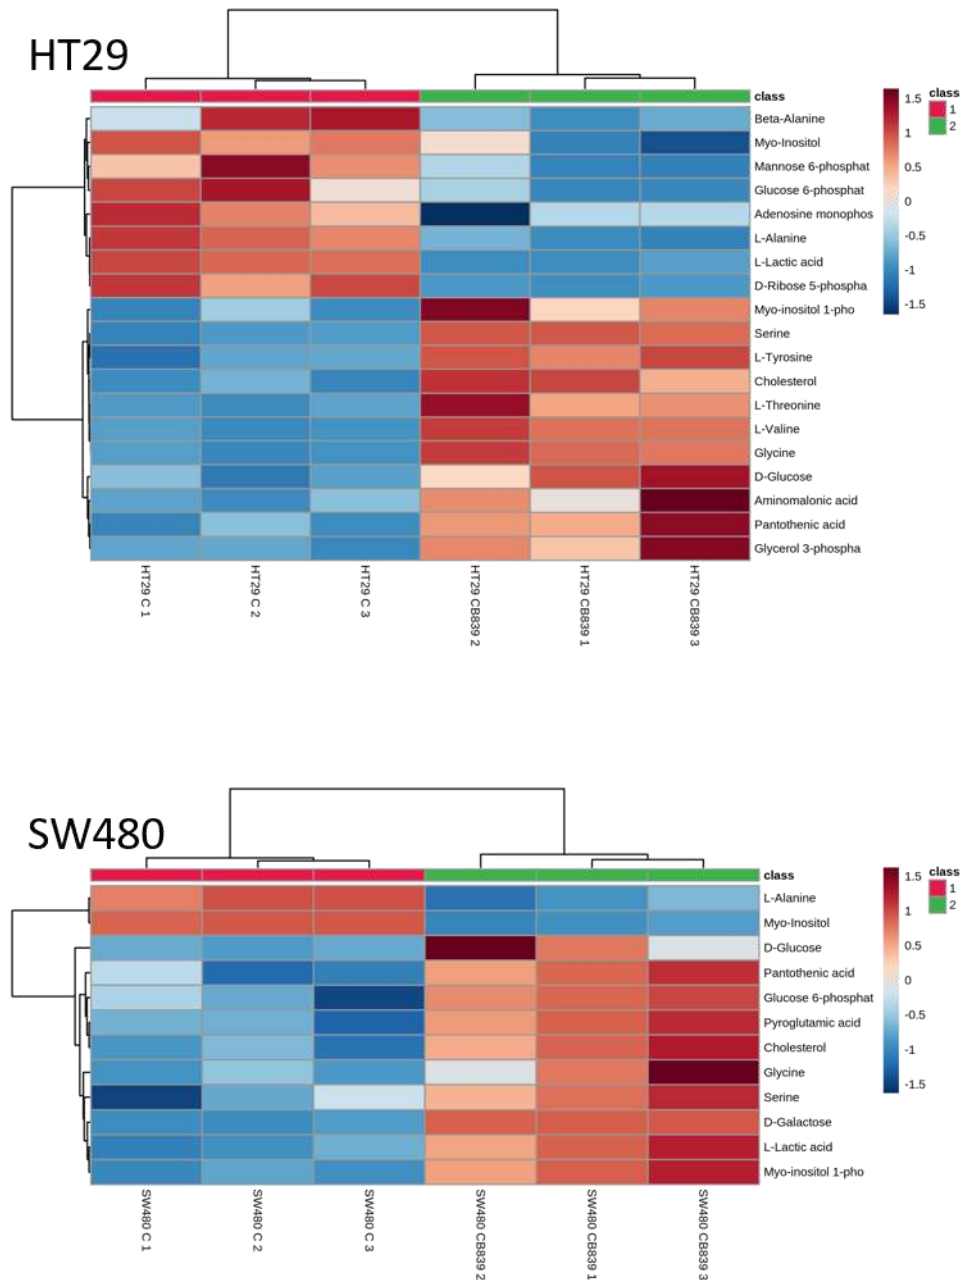 HT29
class
Beta-Alanine
Myo-Inositol
Mannose 6-phosphat
Glucose 6-phosphat
Adenosine monophos
L-Alanine
L-Lactic acid
D-Ribose 5-phospha
Myo-inositol 1-pho
Serine
L-Tyrosine
Cholesterol
L-Threonine
L-Valine
Glycine
D-Glucose
Aminomalonic acid
Pantothenic acid
Glycerol 3-phospha
1.5
1
0.5
0
-0.5
-1
-1.5
class
1
2
HT29 C 1
HT29 C 2
HT29 C 3
HT29 CB839 2
HT29 CB839 1
HT29 CB839 3
SW480
class
L-Alanine
Myo-Inositol
D-Glucose
Pantothenic acid
Glucose 6-phosphat
Pyroglutamic acid
Cholesterol
Glycine
Serine
D-Galactose
L-Lactic acid
Myo-inositol 1-pho
1.5
1
0.5
0
-0.5
-1
-1.5
class
1
2
SW480 C 1
SW480 C 2
SW480 C 3
SW480 CB839 2
SW480 CB839 1
SW480 CB839 3